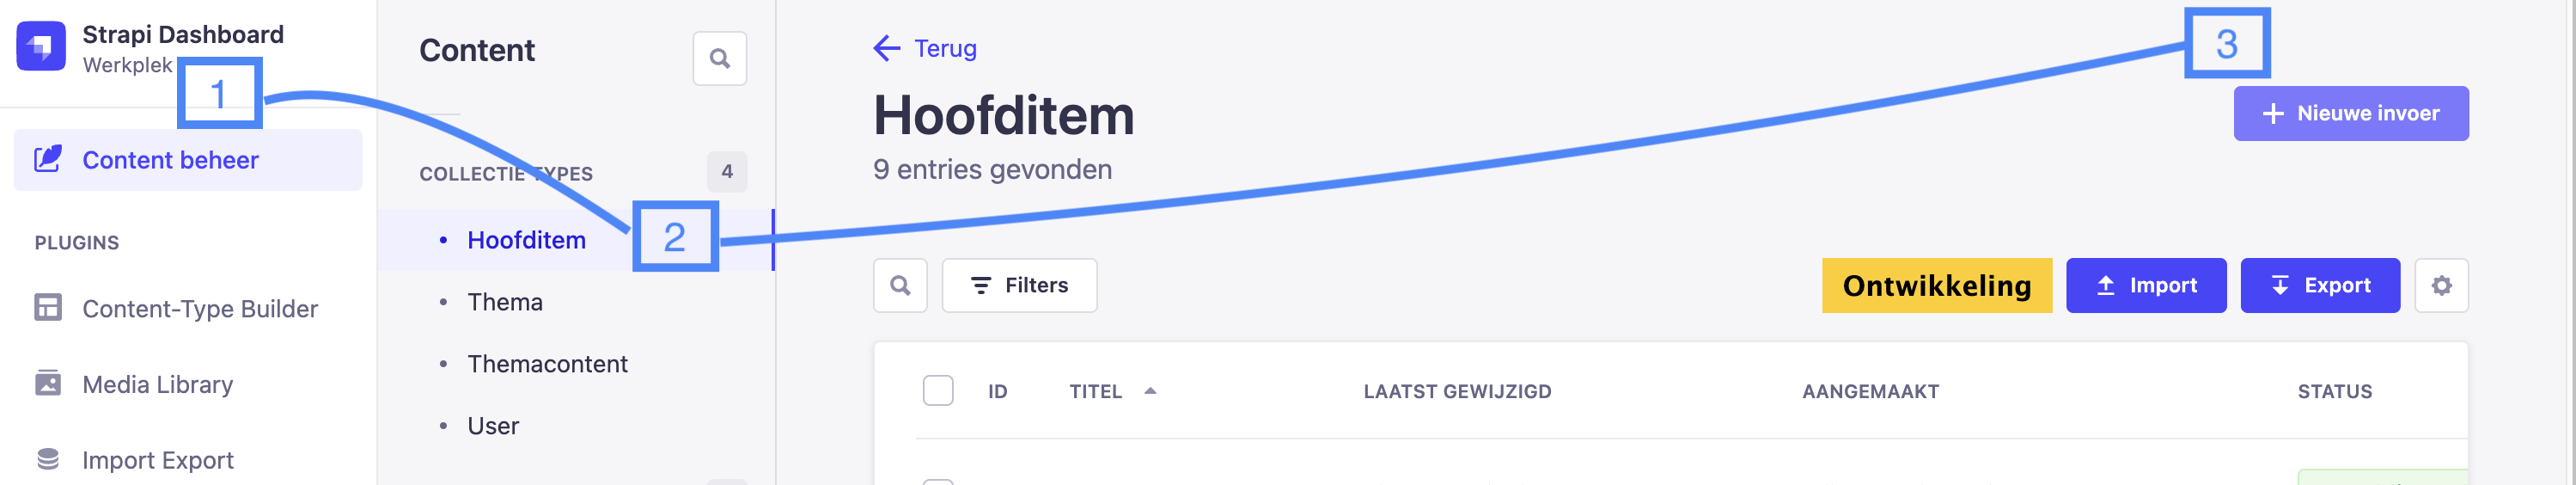 Strapi Dashboard
Werkplek
1
Content beheer
PLUGINS
Content-Type Builder
Media Library
Import Export
Content
COLLECTIE TYPES
4
Hoofditem
2
Thema
Themacontent
User
Terug
3
Hoofditem
9 entries gevonden
Nieuwe invoer
Filters
Ontwikkeling
Import
Export
ID TITEL LAATST GEWIJZIGD AANGEMAAKT STATUS